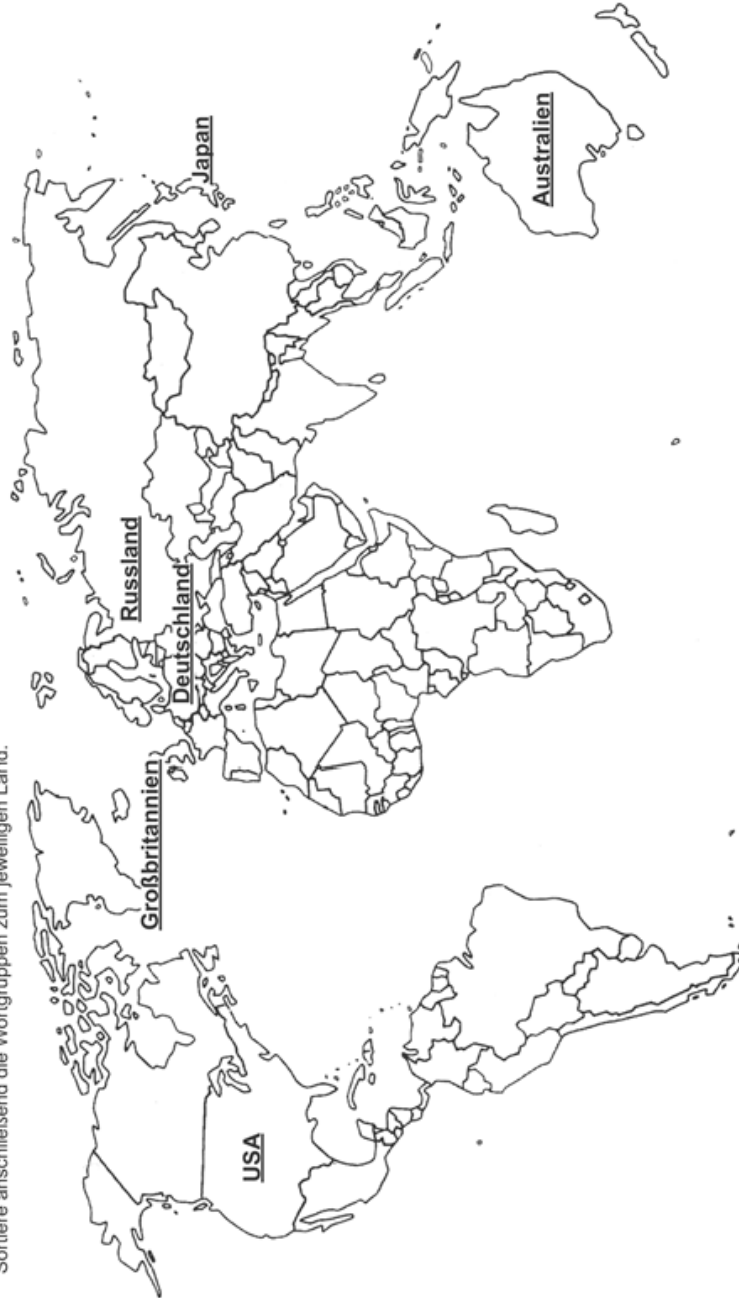 Sortiere anschließend die Wortgruppen zum jeweiligen Land.
Großbritannien
Russland
Deutschland
Japan
USA
Australien